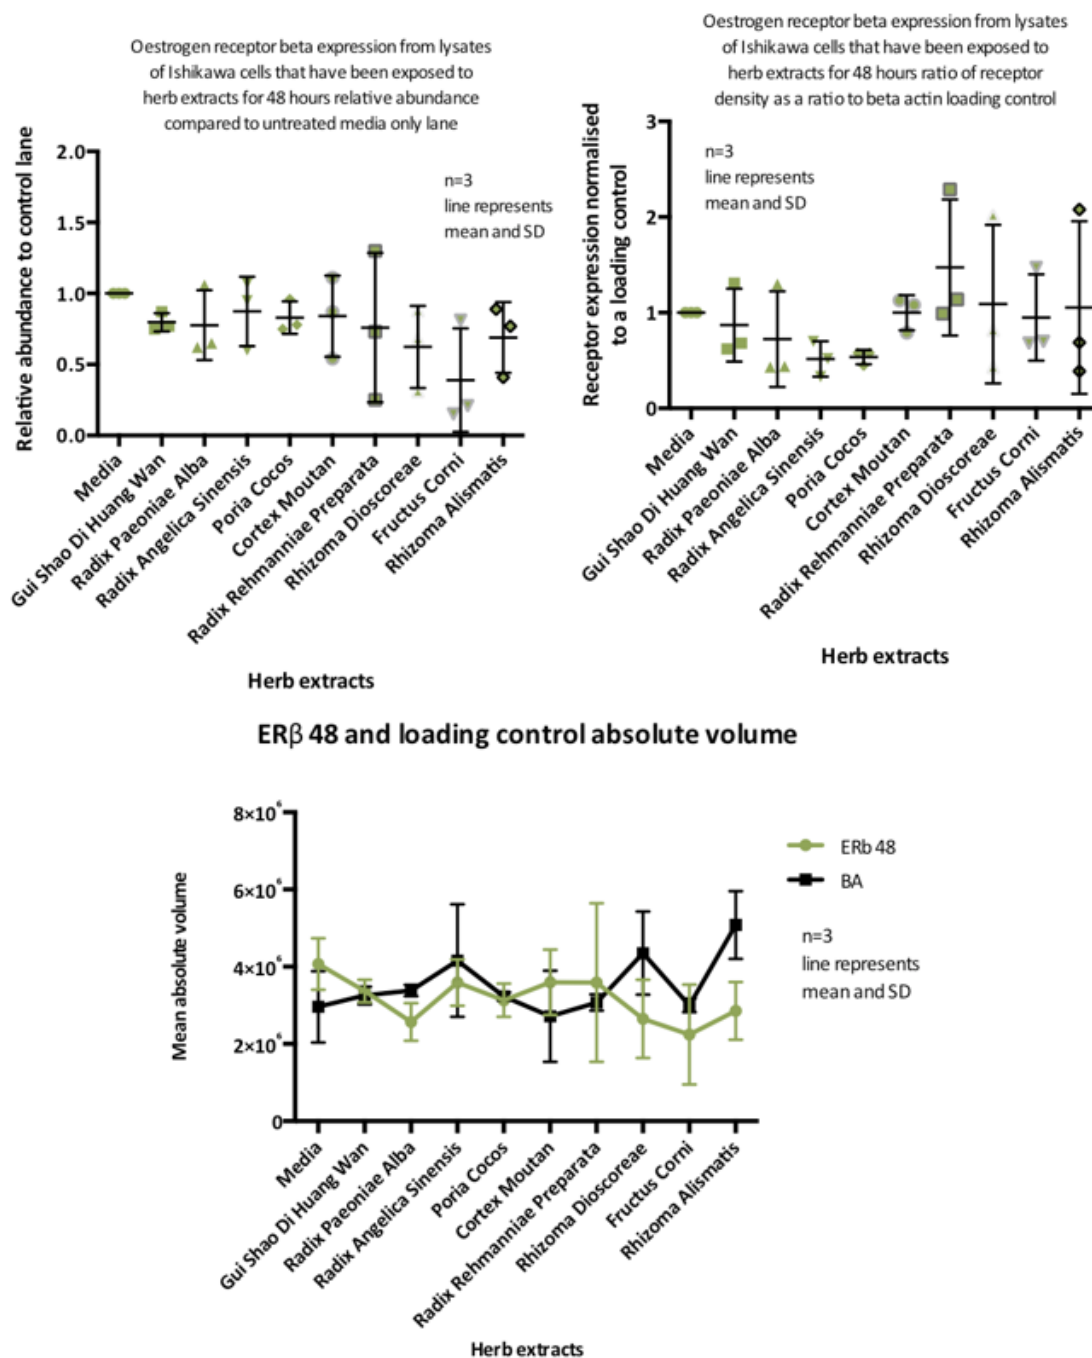 Oestrogen receptor beta expression from lysates
of Ishikawa cells that have been exposed to
herb extracts for 48 hours relative abundance
compared to untreated media only lane
Relative abundance to control lane
2.0
1.5
1.0
0.5
0.0
n=3
line represents
mean and SD
Media
Gui Shao Di Huang Wan
Radix Paeoniae Alba
Radix Angelica Sinensis
Poria Cocos
Cortex Moutan
Radix Rehmanniae Preparata
Rhizoma Dioscoreae
Fructus Corni
Rhizoma Alismatis
Herb extracts
Oestrogen receptor beta expression from lysates
of Ishikawa cells that have been exposed to
herb extracts for 48 hours ratio of receptor
density as a ratio to beta actin loading control
Receptor expression normalised
to a loading control
3
2
1
0
n=3
line represents
mean and SD
Media
Gui Shao Di Huang Wan
Radix Paeoniae Alba
Radix Angelica Sinensis
Poria Cocos
Cortex Moutan
Radix Rehmanniae Preparata
Rhizoma Dioscoreae
Fructus Corni
Rhizoma Alismatis
Herb extracts
ERβ 48 and loading control absolute volume
Mean absolute volume
8×10⁶
6×10⁶
4×10⁶
2×10⁶
0
ERb 48
BA
n=3
line represents
mean and SD
Media
Gui Shao Di Huang Wan
Radix Paeoniae Alba
Radix Angelica Sinensis
Poria Cocos
Cortex Moutan
Radix Rehmanniae Preparata
Rhizoma Dioscoreae
Fructus Corni
Rhizoma Alismatis
Herb extracts